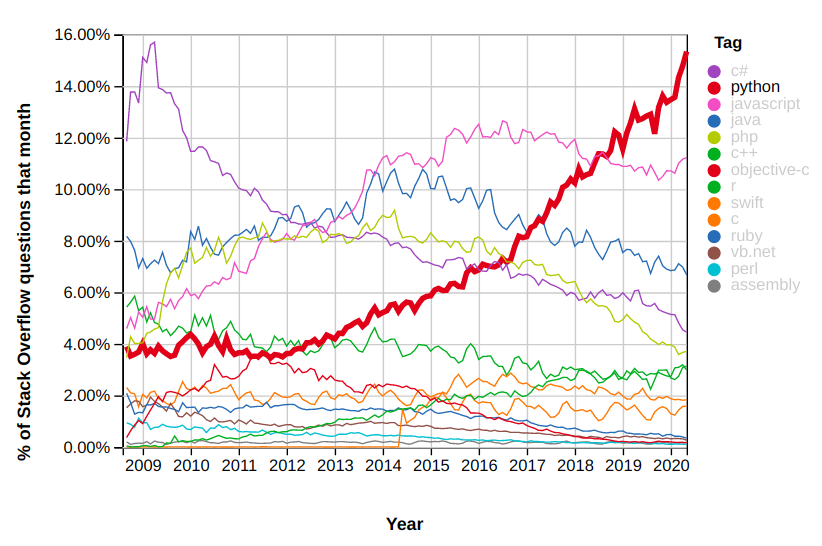 % of Stack Overflow questions that month
16.00%
14.00%
12.00%
10.00%
8.00%
6.00%
4.00%
2.00%
0.00%
2009 2010 2011 2012 2013 2014 2015 2016 2017 2018 2019 2020
Year
Tag
c#
python
javascript
java
php
c++
objective-c
r
swift
c
ruby
vb.net
perl
assembly